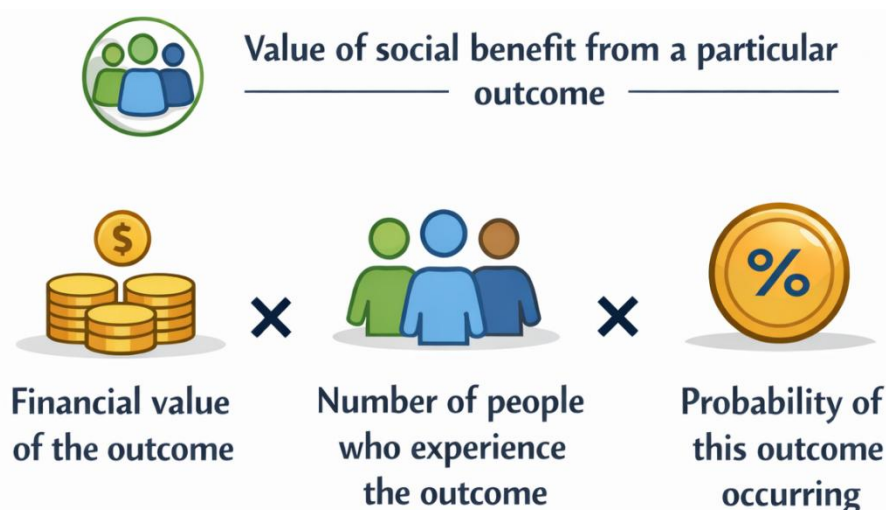 Value of social benefit from a particular
outcome
$
×
×
%
Financial value
of the outcome
Number of people
who experience
the outcome
Probability of
this outcome
occurring